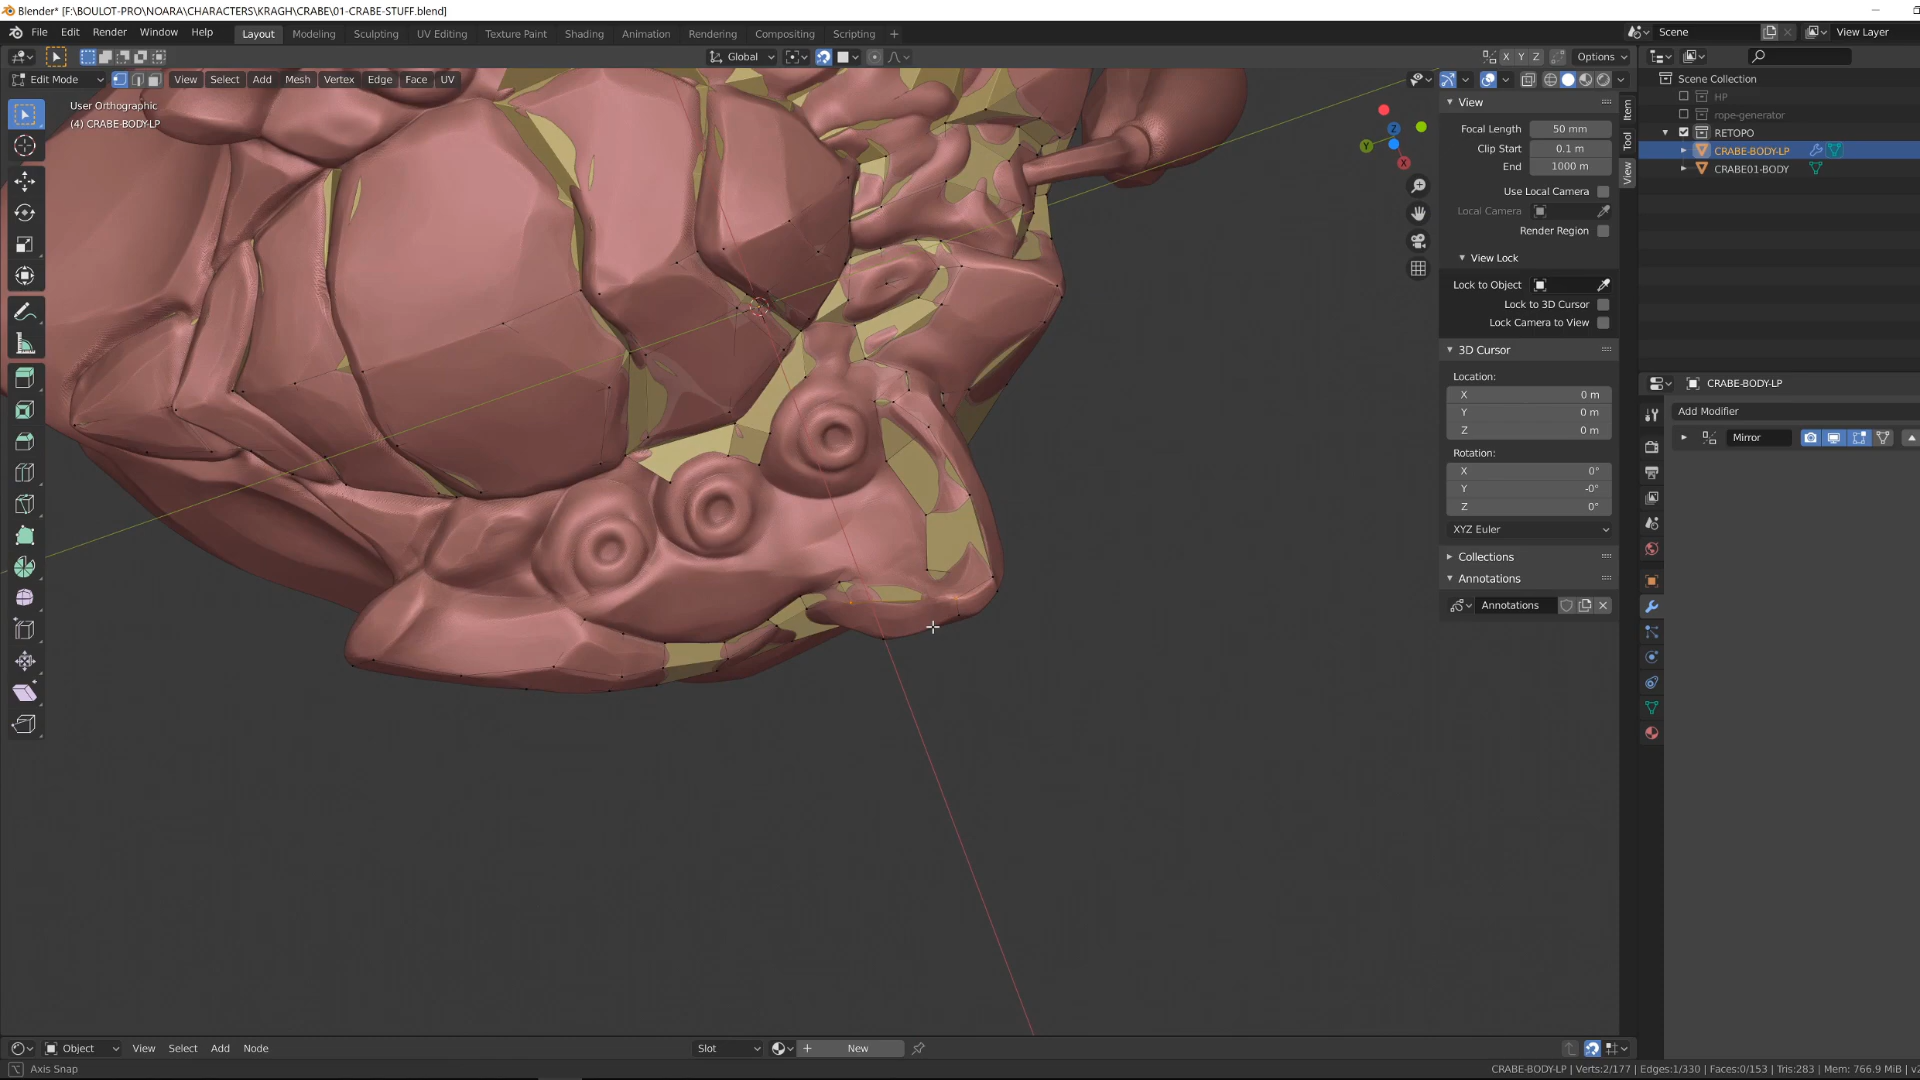 Blender* [F:\BOULOT-PRO\NOARA\CHARACTERS\KRAGH\CRABE\01-CRABE-STUFF.blend]
File Edit Render Window Help Layout Modeling Sculpting UV Editing Texture Paint Shading Animation Rendering Compositing Scripting + Scene View Layer
Global X Y Z Options
Edit Mode View Select Add Mesh Vertex Edge Face UV
User Orthographic
(4) CRABE-BODY-LP
Z
Y
X
Item
Tool
View
View
Focal Length 50 mm
Clip Start 0.1 m
End 1000 m
Use Local Camera
Local Camera
Render Region
View Lock
Lock to Object
Lock to 3D Cursor
Lock Camera to View
3D Cursor
Location:
X 0 m
Y 0 m
Z 0 m
Rotation:
X 0°
Y -0°
Z 0°
XYZ Euler
Collections
Annotations
Annotations
Scene Collection
HP
rope-generator
RETOPO
CRABE-BODY-LP
CRABE01-BODY
CRABE-BODY-LP
Add Modifier
Mirror
Object View Select Add Node Slot + New
Axis Snap
CRABE-BODY-LP | Verts:2/177 | Edges:1/330 | Faces:0/153 | Tris:283 | Mem: 766.9 MiB |